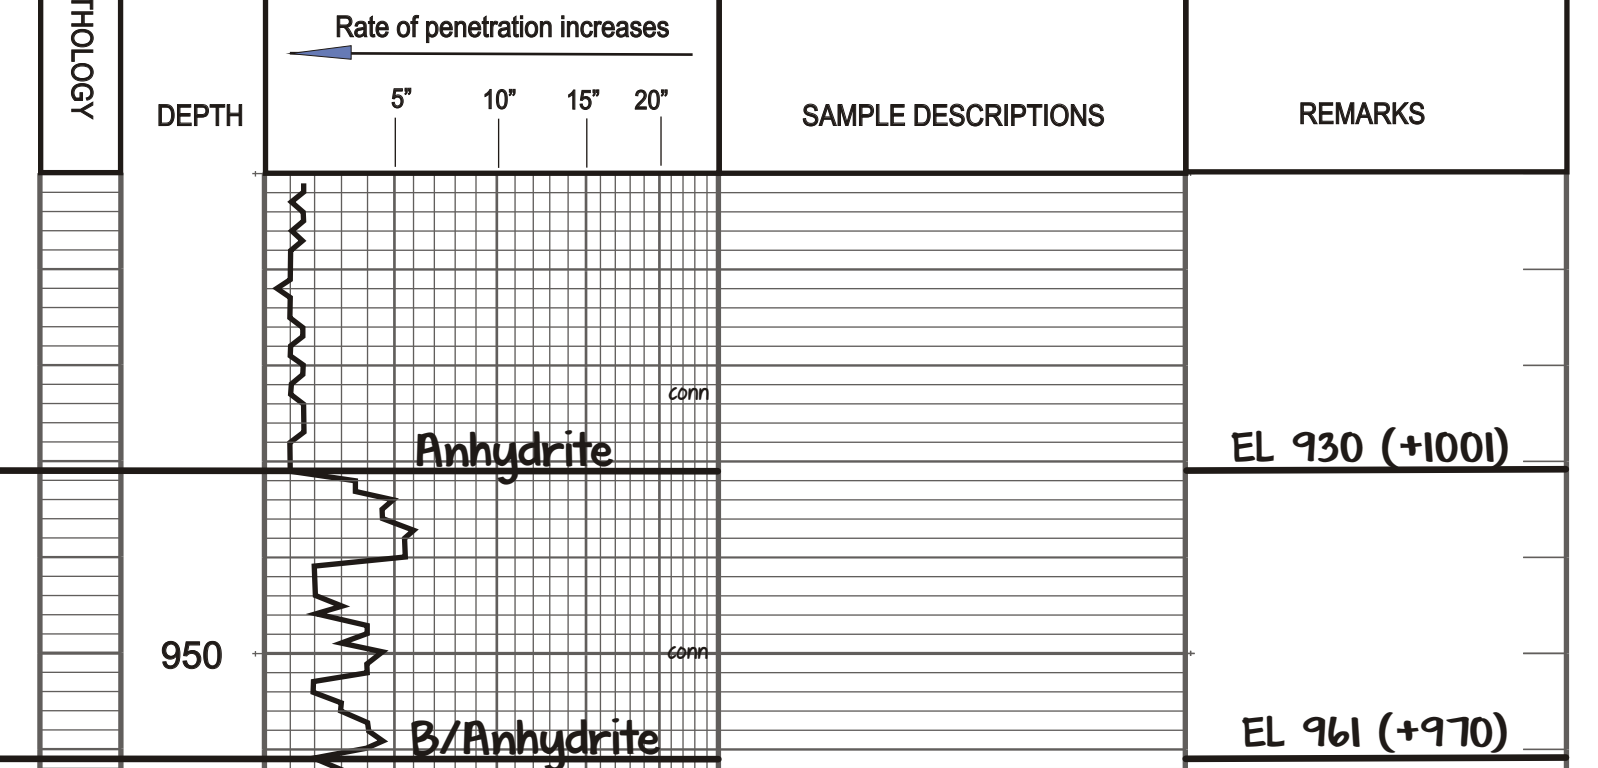 THOLOGY
DEPTH
Rate of penetration increases
5” 10” 15” 20”
SAMPLE DESCRIPTIONS
REMARKS
conn
Anhydrite
EL 930 (+1001)
950
conn
B/Anhydrite
EL 961 (+970)